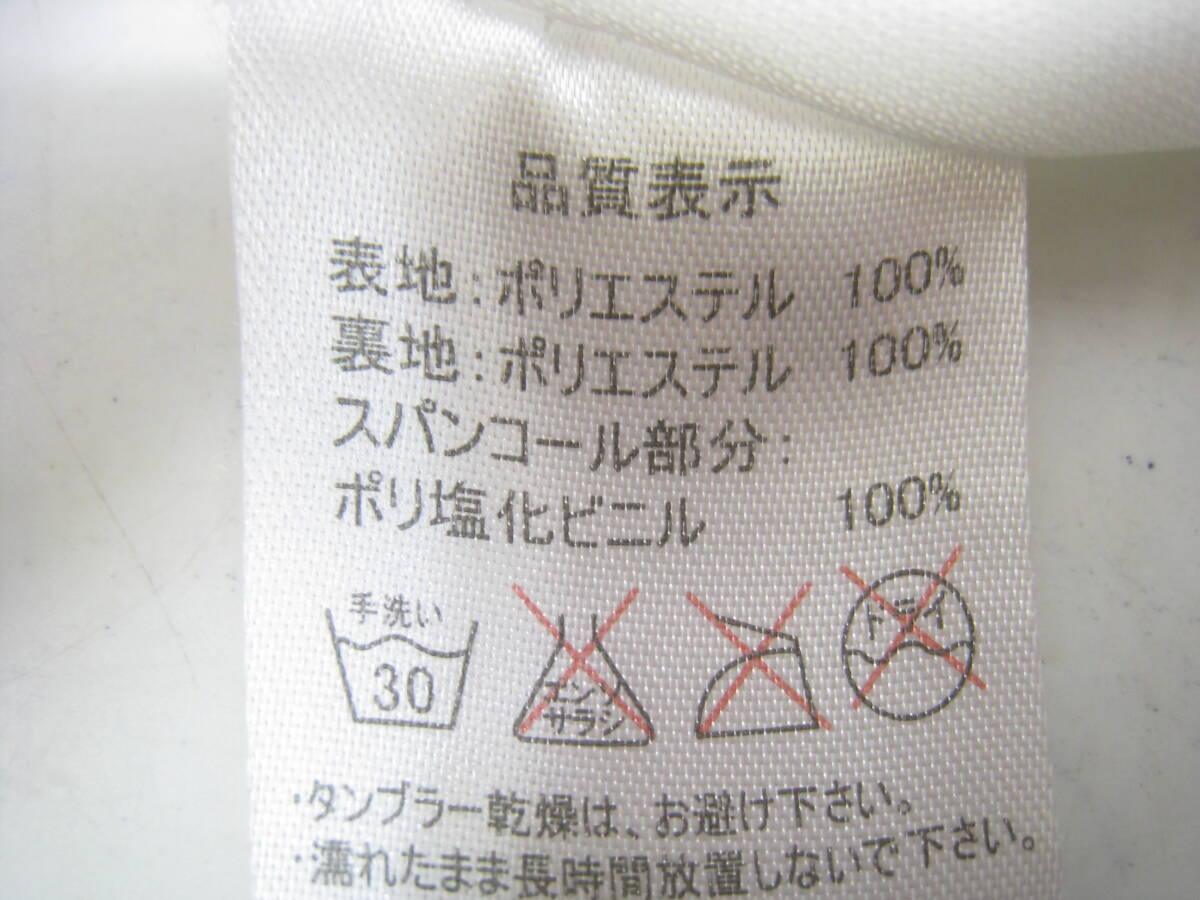 品質表示
表地:ポリエステル 100%
裏地:ポリエステル 100%
スパンコール部分:
ポリ塩化ビニル 100%
手洗い
30
エンソ
サラシ
ドライ
・タンブラー乾燥は、お避け下さい。
・濡れたまま長時間放置しないで下さい。